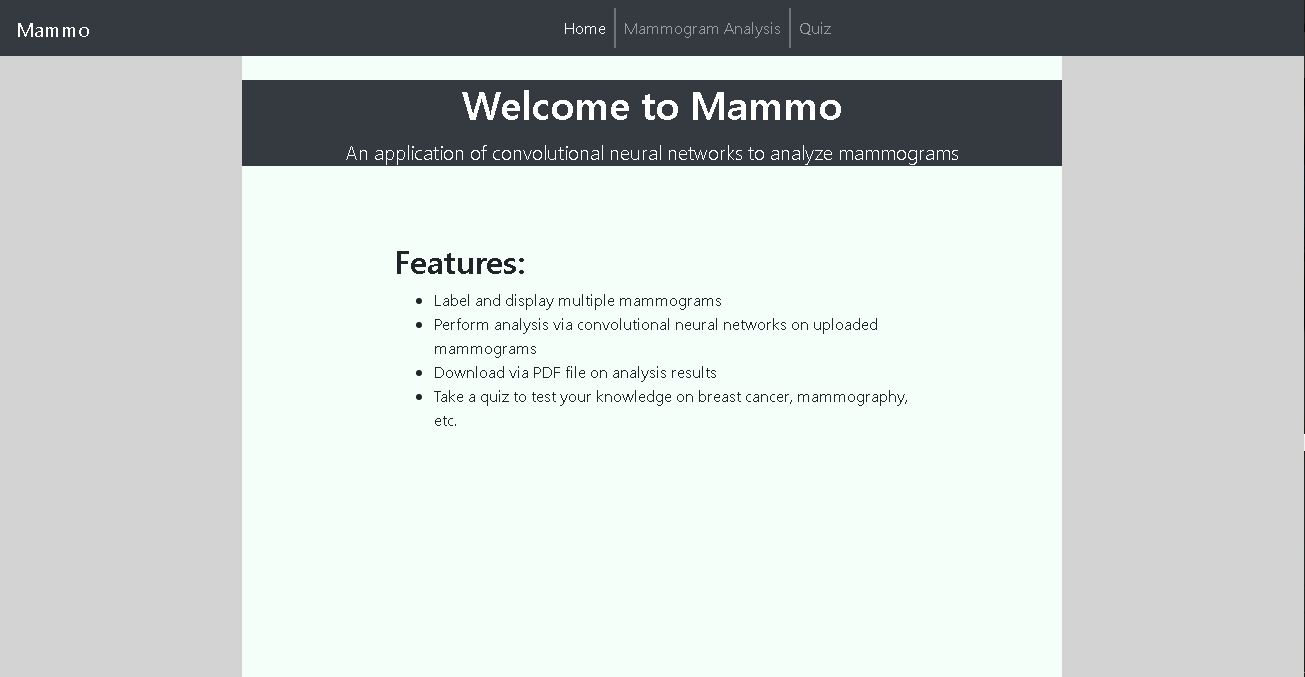 Mammo
Home
Mammogram Analysis
Quiz
Welcome to Mammo
An application of convolutional neural networks to analyze mammograms
Features:
Label and display multiple mammograms
Perform analysis via convolutional neural networks on uploaded
mammograms
Download via PDF file on analysis results
Take a quiz to test your knowledge on breast cancer, mammography,
etc.